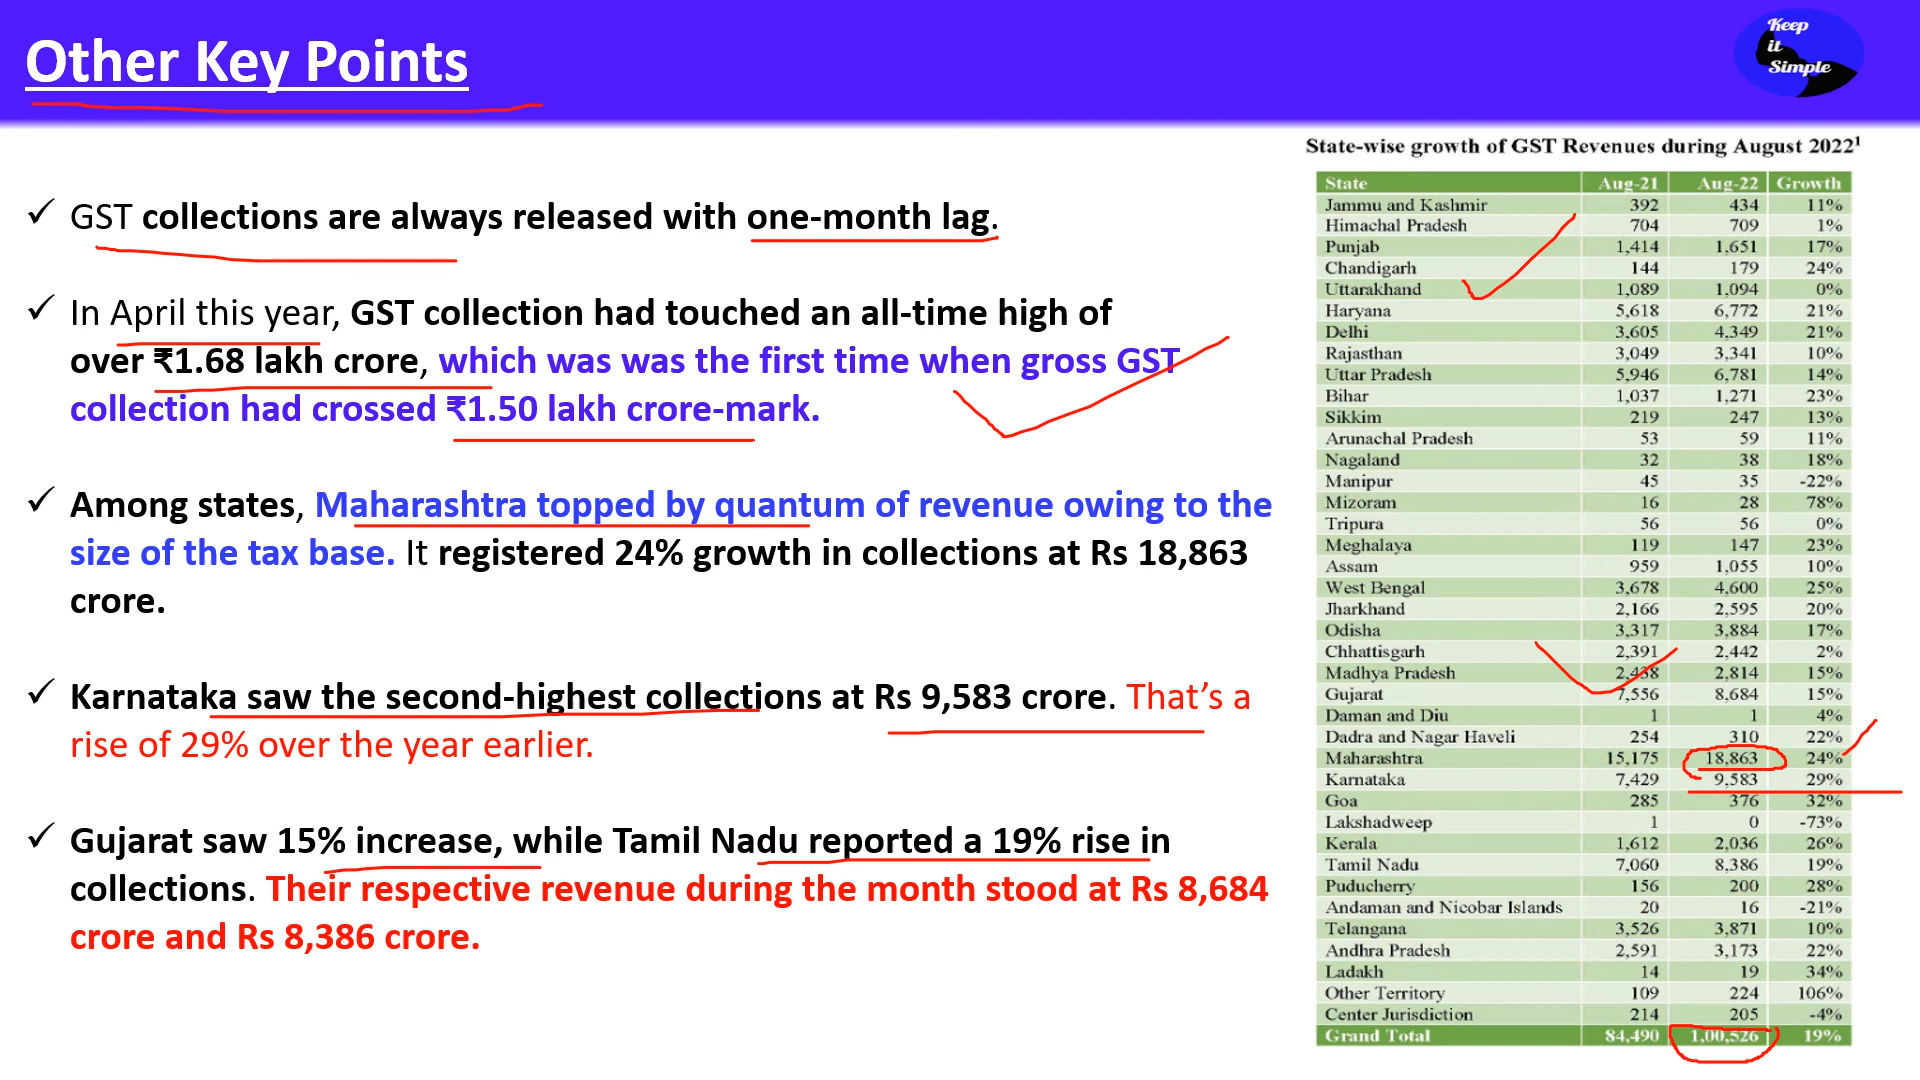 Other Key Points
Keep
it
Simple
GST collections are always released with one-month lag.
In April this year, GST collection had touched an all-time high of
over ₹1.68 lakh crore, which was was the first time when gross GST
collection had crossed ₹1.50 lakh crore-mark.
Among states, Maharashtra topped by quantum of revenue owing to the
size of the tax base. It registered 24% growth in collections at Rs 18,863
crore.
Karnataka saw the second-highest collections at Rs 9,583 crore. That's a
rise of 29% over the year earlier.
Gujarat saw 15% increase, while Tamil Nadu reported a 19% rise in
collections. Their respective revenue during the month stood at Rs 8,684
crore and Rs 8,386 crore.
State-wise growth of GST Revenues during August 2022¹
State Aug-21 Aug-22 Growth
Jammu and Kashmir 392 434 11%
Himachal Pradesh 704 709 1%
Punjab 1,414 1,651 17%
Chandigarh 144 179 24%
Uttarakhand 1,089 1,094 0%
Haryana 5,618 6,772 21%
Delhi 3,605 4,349 21%
Rajasthan 3,049 3,341 10%
Uttar Pradesh 5,946 6,781 14%
Bihar 1,037 1,271 23%
Sikkim 219 247 13%
Arunachal Pradesh 53 59 11%
Nagaland 32 38 18%
Manipur 45 35 -22%
Mizoram 16 28 78%
Tripura 56 56 0%
Meghalaya 119 147 23%
Assam 959 1,055 10%
West Bengal 3,678 4,600 25%
Jharkhand 2,166 2,595 20%
Odisha 3,317 3,884 17%
Chhattisgarh 2,391 2,442 2%
Madhya Pradesh 2,438 2,814 15%
Gujarat 7,556 8,684 15%
Daman and Diu 1 1 4%
Dadra and Nagar Haveli 254 310 22%
Maharashtra 15,175 18,863 24%
Karnataka 7,429 9,583 29%
Goa 285 376 32%
Lakshadweep 1 0 -73%
Kerala 1,612 2,036 26%
Tamil Nadu 7,060 8,386 19%
Puducherry 156 200 28%
Andaman and Nicobar Islands 20 16 -21%
Telangana 3,526 3,871 10%
Andhra Pradesh 2,591 3,173 22%
Ladakh 14 19 34%
Other Territory 109 224 106%
Center Jurisdiction 214 205 -4%
Grand Total 84,490 1,00,526 19%